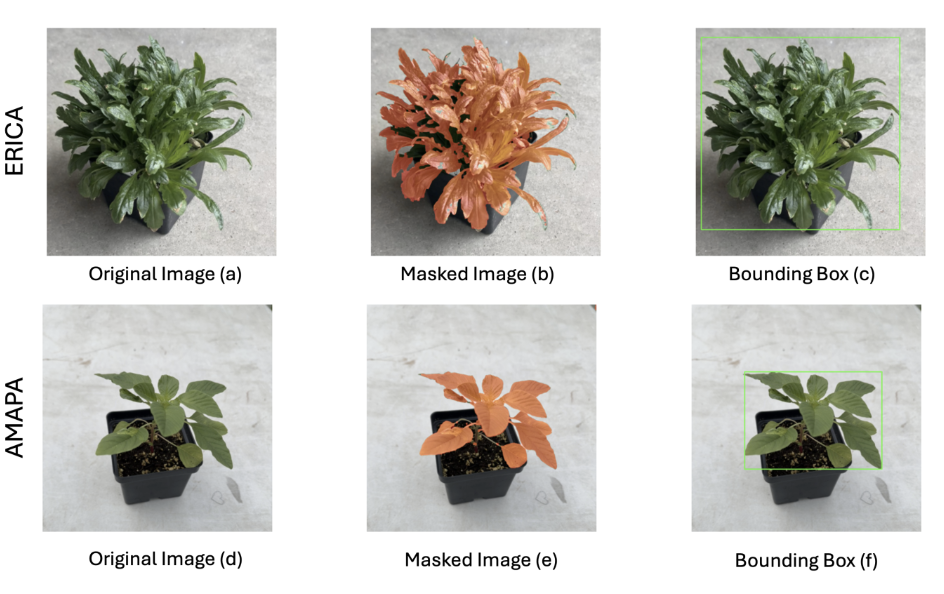 ERICA
Original Image (a)
Masked Image (b)
Bounding Box (c)
AMAPA
Original Image (d)
Masked Image (e)
Bounding Box (f)